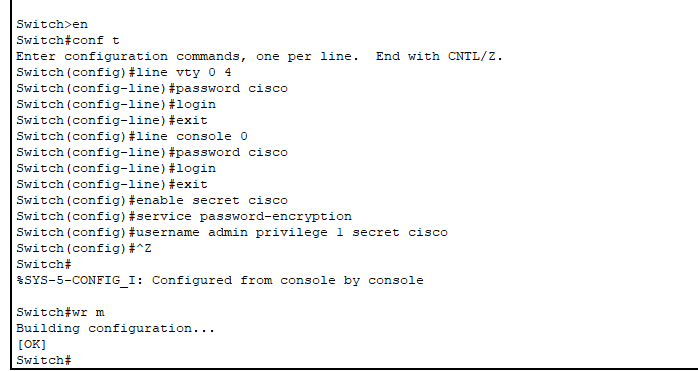 Switch>en
Switch#conf t
Enter configuration commands, one per line.  End with CNTL/Z.
Switch(config)#line vty 0 4
Switch(config-line)#password cisco
Switch(config-line)#login
Switch(config-line)#exit
Switch(config)#line console 0
Switch(config-line)#password cisco
Switch(config-line)#login
Switch(config-line)#exit
Switch(config)#enable secret cisco
Switch(config)#service password-encryption
Switch(config)#username admin privilege 1 secret cisco
Switch(config)#^Z
Switch#
%SYS-5-CONFIG_I: Configured from console by console
Switch#wr m
Building configuration...
[OK]
Switch#